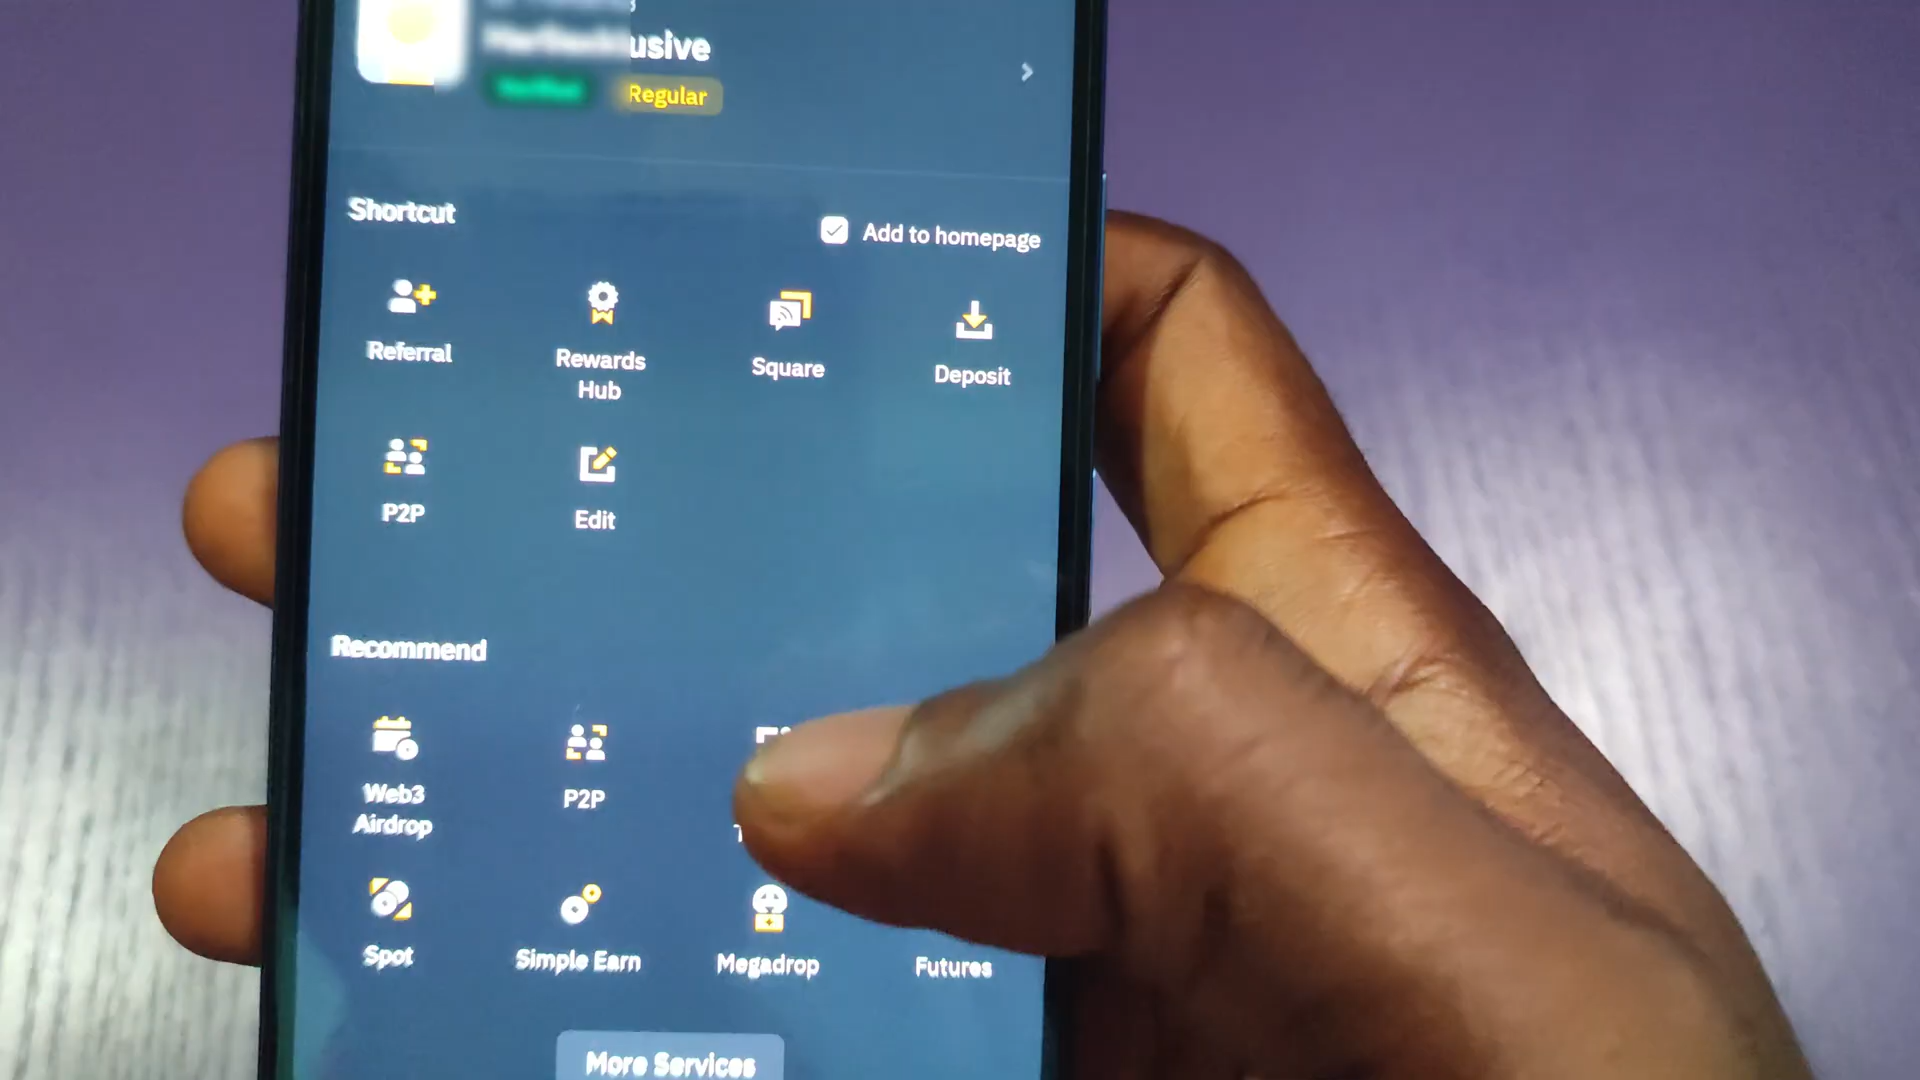 usive
Regular
Shortcut
Add to homepage
Referral
Rewards
Hub
Square
Deposit
P2P
Edit
Recommend
Web3
Airdrop
P2P
Spot
Simple Earn
Megadrop
Futures
More Services